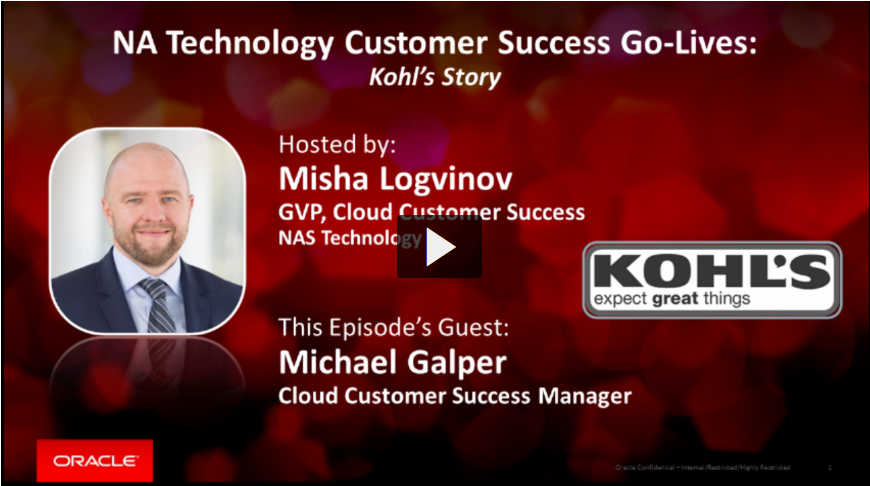 NA Technology Customer Success Go-Lives:
Kohl's Story
Hosted by:
Misha Logvinov
GVP, Cloud Customer Success
NAS Technology
KOHL'S
expect great things
This Episode's Guest:
Michael Galper
Cloud Customer Success Manager
ORACLE
Oracle Confidential – Internal/Restricted/Highly Restricted
1